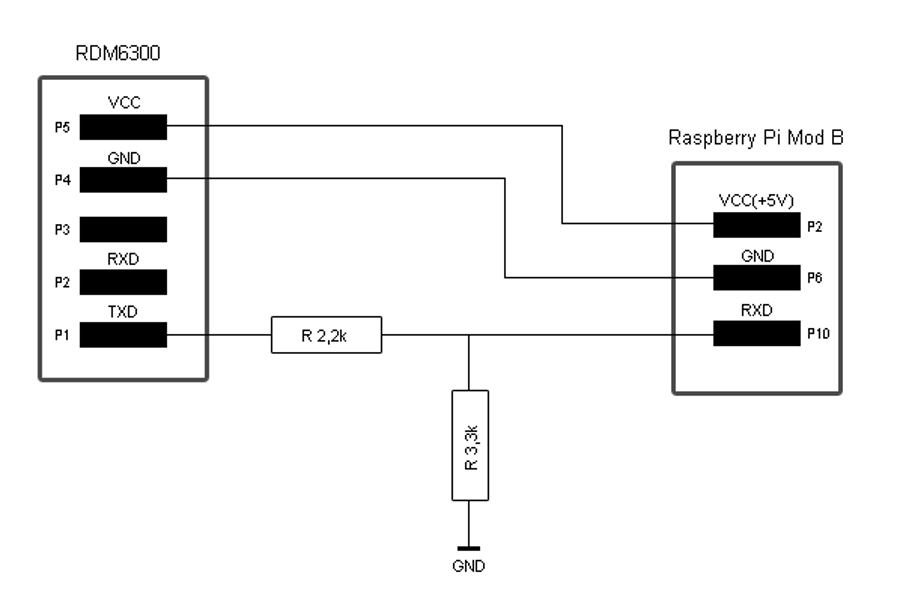 RDM6300
VCC
P5
GND
P4
P3
RXD
P2
TXD
P1
R 2,2k
R 3,3k
GND
Raspberry Pi Mod B
VCC(+5V)
P2
GND
P6
RXD
P10